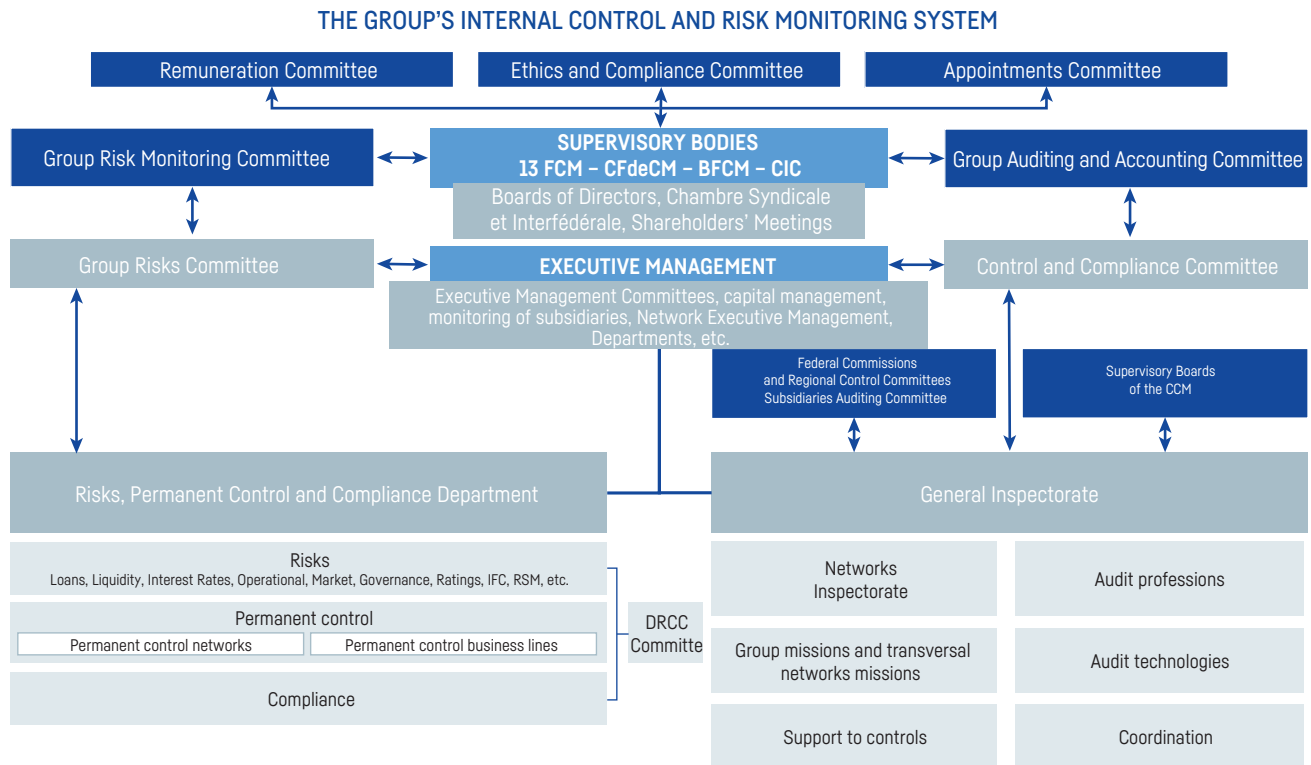 THE GROUP'S INTERNAL CONTROL AND RISK MONITORING SYSTEM
Remuneration Committee
Ethics and Compliance Committee
Appointments Committee
Group Risk Monitoring Committee
SUPERVISORY BODIES
13 FCM – CFdeCM – BFCM – CIC
Group Auditing and Accounting Committee
Boards of Directors, Chambre Syndicale
et Interfédérale, Shareholders' Meetings
Group Risks Committee
EXECUTIVE MANAGEMENT
Control and Compliance Committee
Executive Management Committees, capital management,
monitoring of subsidiaries, Network Executive Management,
Departments, etc.
Federal Commissions
and Regional Control Committees
Subsidiaries Auditing Committee
Supervisory Boards
of the CCM
Risks, Permanent Control and Compliance Department
General Inspectorate
Risks
Loans, Liquidity, Interest Rates, Operational, Market, Governance, Ratings, IFC, RSM, etc.
Permanent control
Permanent control networks
Permanent control business lines
Compliance
DRCC
Committe
Networks
Inspectorate
Audit professions
Group missions and transversal
networks missions
Audit technologies
Support to controls
Coordination